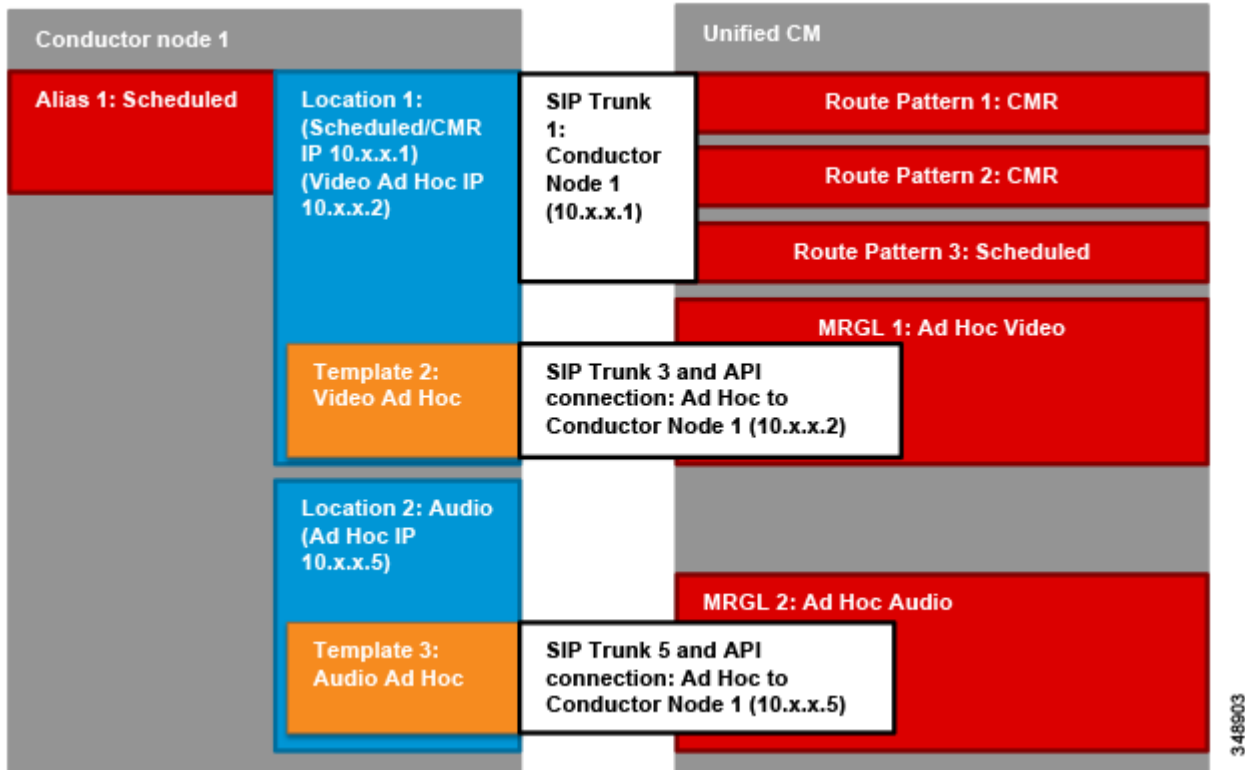 Conductor node 1
Unified CM
Alias 1: Scheduled
Location 1:
(Scheduled/CMR
IP 10.x.x.1)
(Video Ad Hoc IP
10.x.x.2)
SIP Trunk
1:
Conductor
Node 1
(10.x.x.1)
Route Pattern 1: CMR
Route Pattern 2: CMR
Route Pattern 3: Scheduled
MRGL 1: Ad Hoc Video
Template 2:
Video Ad Hoc
SIP Trunk 3 and API
connection: Ad Hoc to
Conductor Node 1 (10.x.x.2)
Location 2: Audio
(Ad Hoc IP
10.x.x.5)
MRGL 2: Ad Hoc Audio
Template 3:
Audio Ad Hoc
SIP Trunk 5 and API
connection: Ad Hoc to
Conductor Node 1 (10.x.x.5)
348903